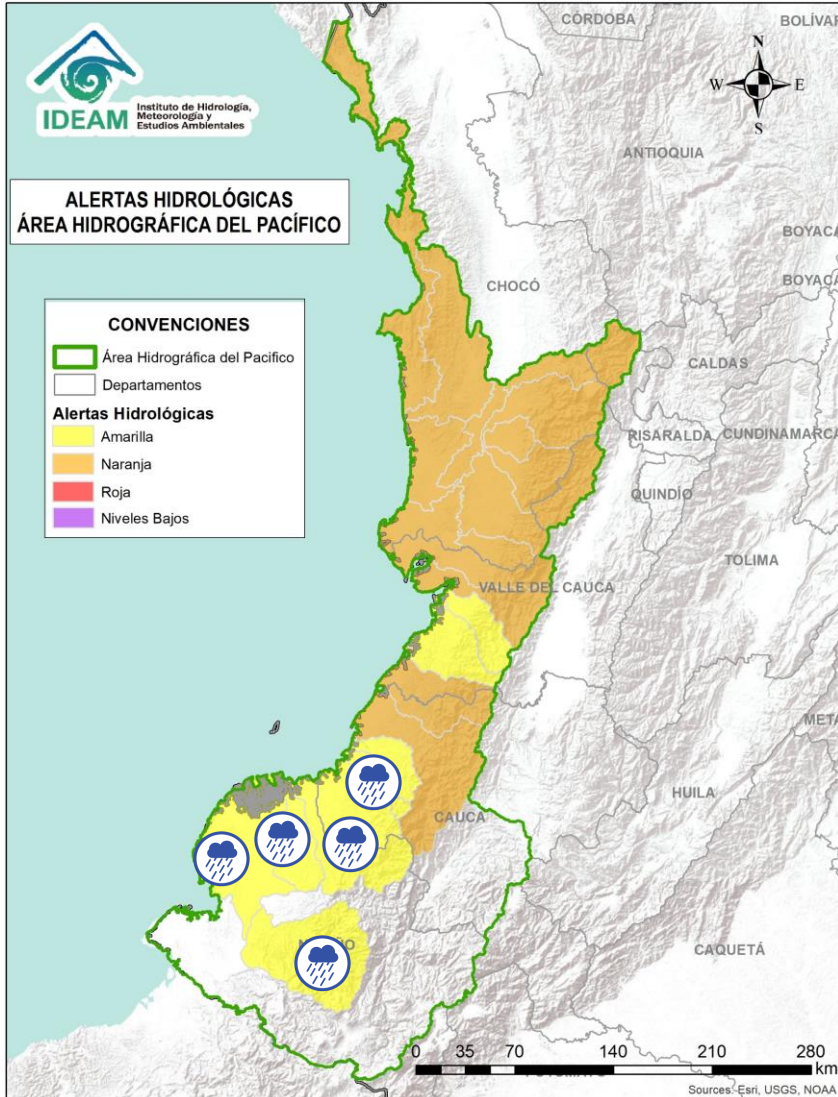 CÓRDOBA
BOLÍVAR
IDEAM
Instituto de Hidrología,
Meteorología y
Estudios Ambientales
N
W
E
S
ANTIOQUIA
ALERTAS HIDROLÓGICAS
ÁREA HIDROGRÁFICA DEL PACÍFICO
BOYACÁ
BOYACÁ
CHOCÓ
CONVENCIONES
Área Hidrográfica del Pacifico
Departamentos
Alertas Hidrológicas
Amarilla
Naranja
Roja
Niveles Bajos
CALDAS
RISARALDA
CUNDINAMARCA
QUINDÍO
TOLIMA
VALLE DEL CAUCA
META
HUILA
CAUCA
CAQUETÁ
0 35 70 140 210 280
km
Sources: Esri, USGS, NOAA